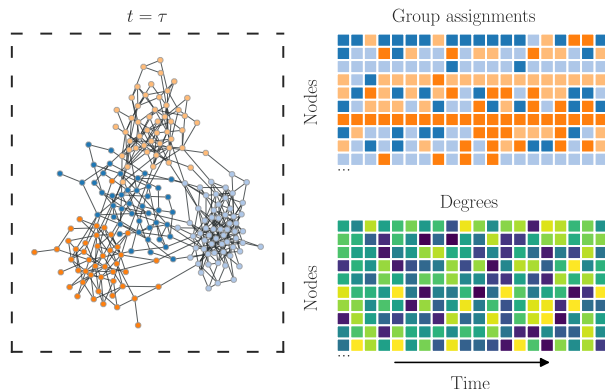 t = τ
Group assignments
Nodes
...
Degrees
Nodes
...
Time